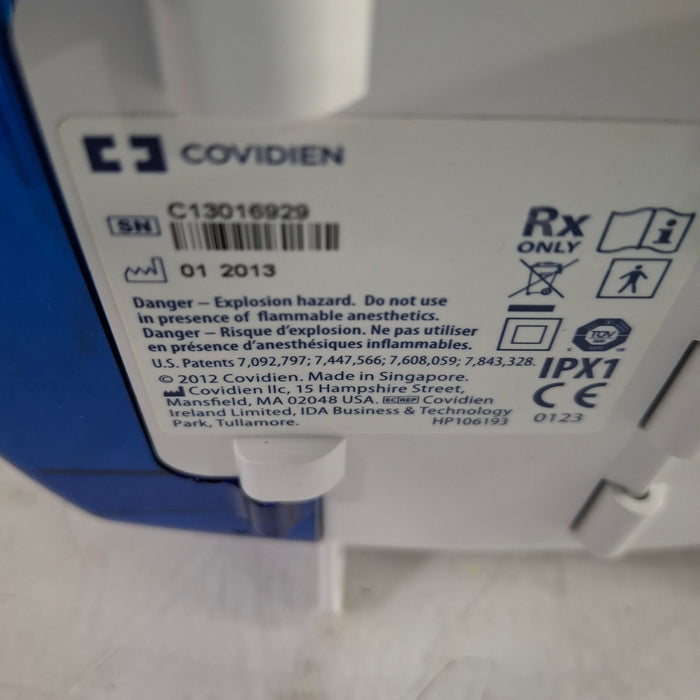 COVIDIEN
SN C13016929
01 2013
Rx
ONLY
Danger – Explosion hazard. Do not use
in presence of flammable anesthetics.
Danger – Risque d'explosion. Ne pas utiliser
en présence d'anesthésiques inflammables.
U.S. Patents 7,092,797; 7,447,566; 7,608,059; 7,843,328.
© 2012 Covidien. Made in Singapore.
Covidien llc, 15 Hampshire Street,
Mansfield, MA 02048 USA. EC REP Covidien
Ireland Limited, IDA Business & Technology
Park, Tullamore.
HP106193
TÜV
IPX1
CE
0123